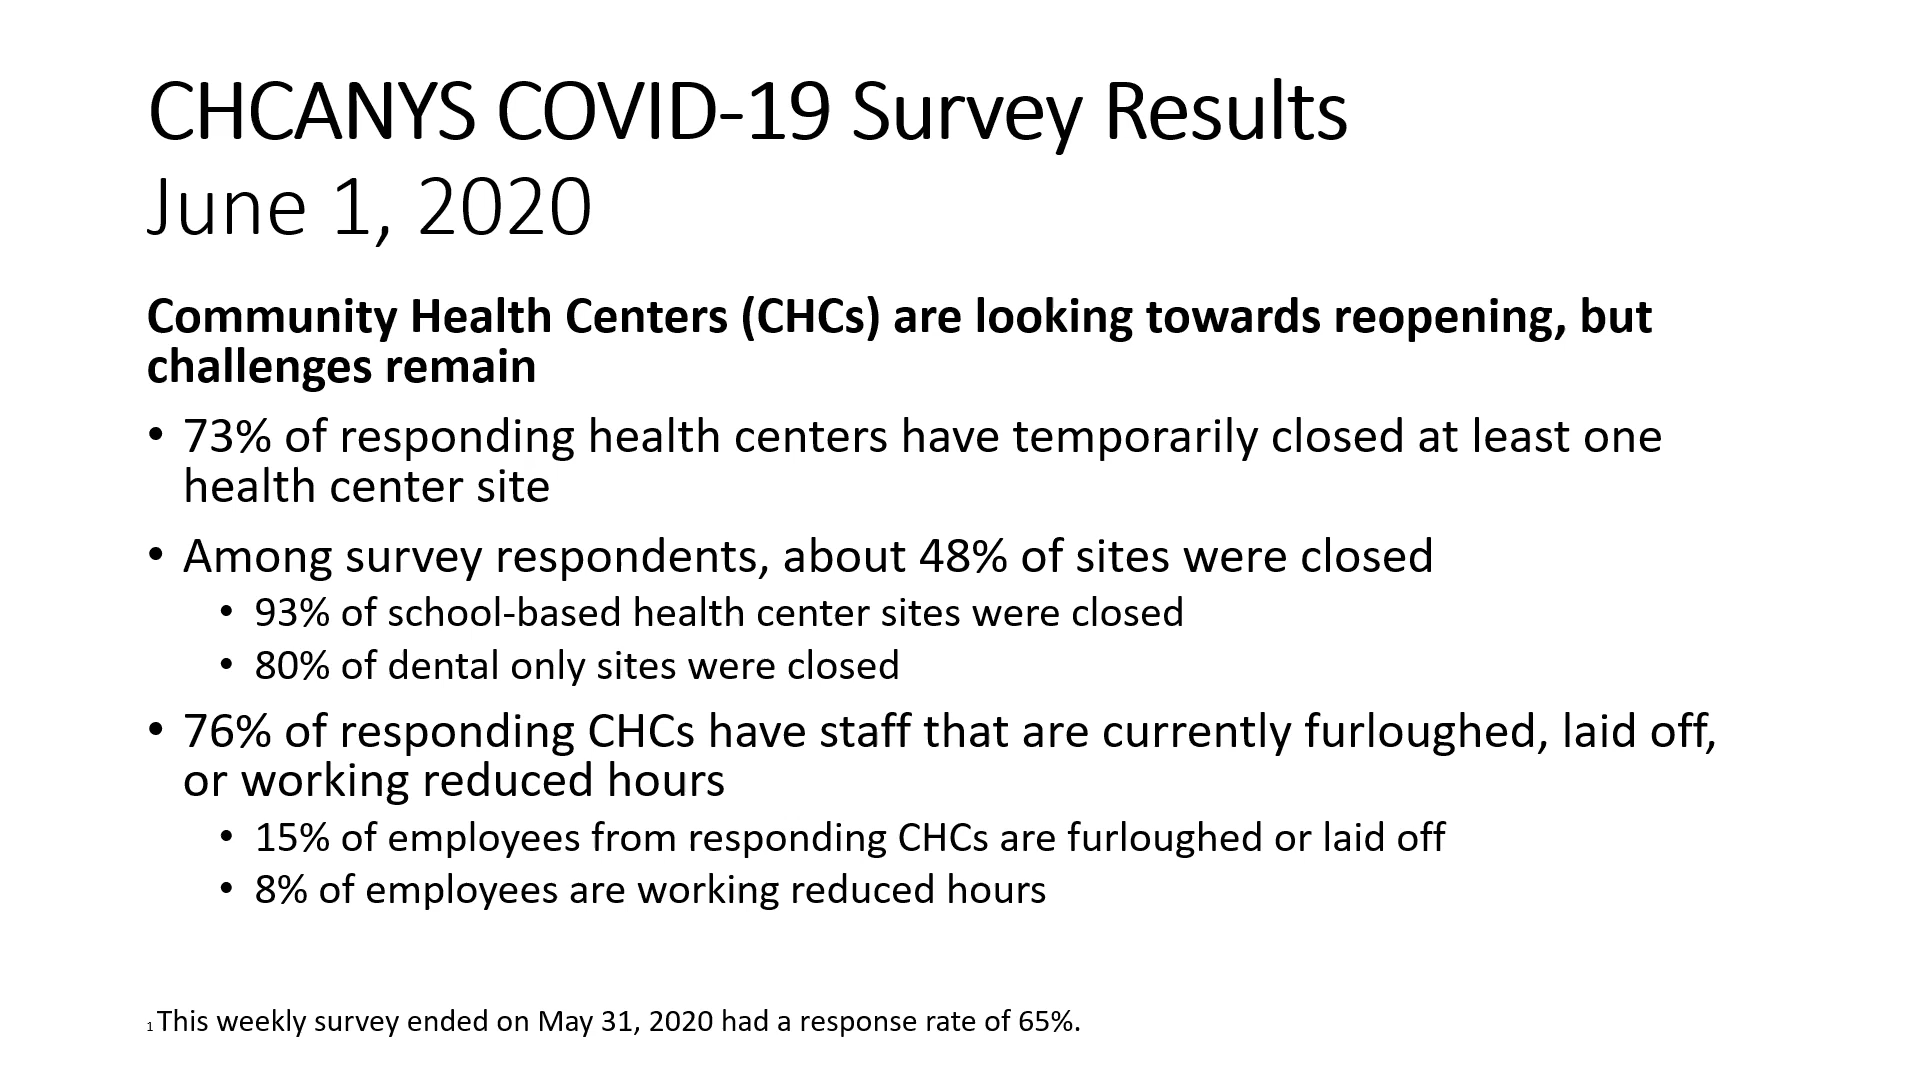 CHCANYS COVID-19 Survey Results
June 1, 2020
Community Health Centers (CHCs) are looking towards reopening, but
challenges remain
• 73% of responding health centers have temporarily closed at least one
health center site
• Among survey respondents, about 48% of sites were closed
• 93% of school-based health center sites were closed
• 80% of dental only sites were closed
• 76% of responding CHCs have staff that are currently furloughed, laid off,
or working reduced hours
• 15% of employees from responding CHCs are furloughed or laid off
• 8% of employees are working reduced hours
1 This weekly survey ended on May 31, 2020 had a response rate of 65%.